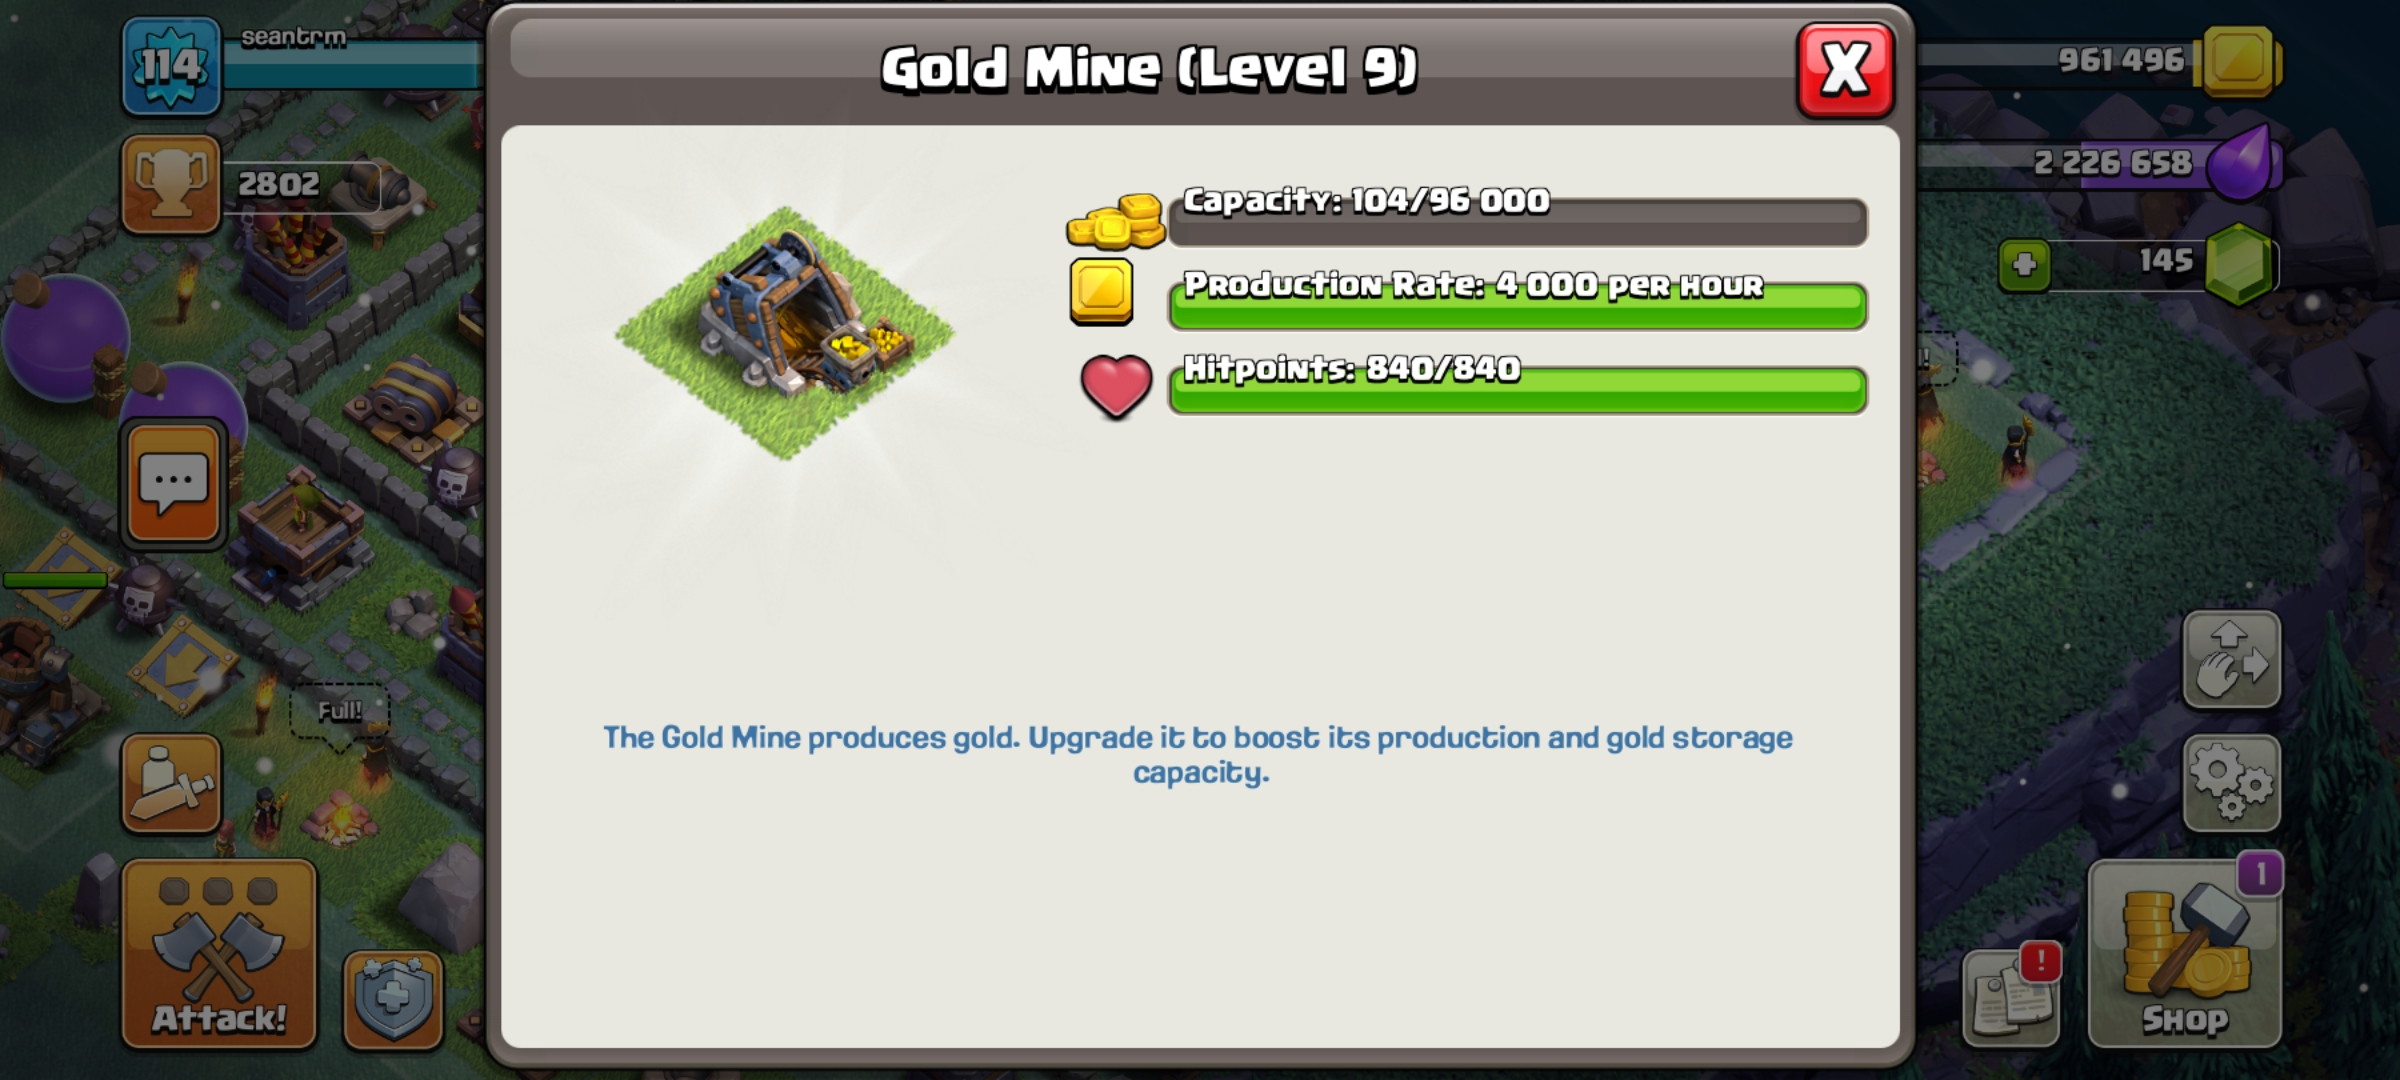 Gold Mine (Level 9)
X
114
seantrm
2802
961 496
2 226 658
145
Capacity: 104/96 000
Production Rate: 4 000 per hour
Hitpoints: 840/840
Full!
The Gold Mine produces gold. Upgrade it to boost its production and gold storage
capacity.
Attack!
1
!
Shop